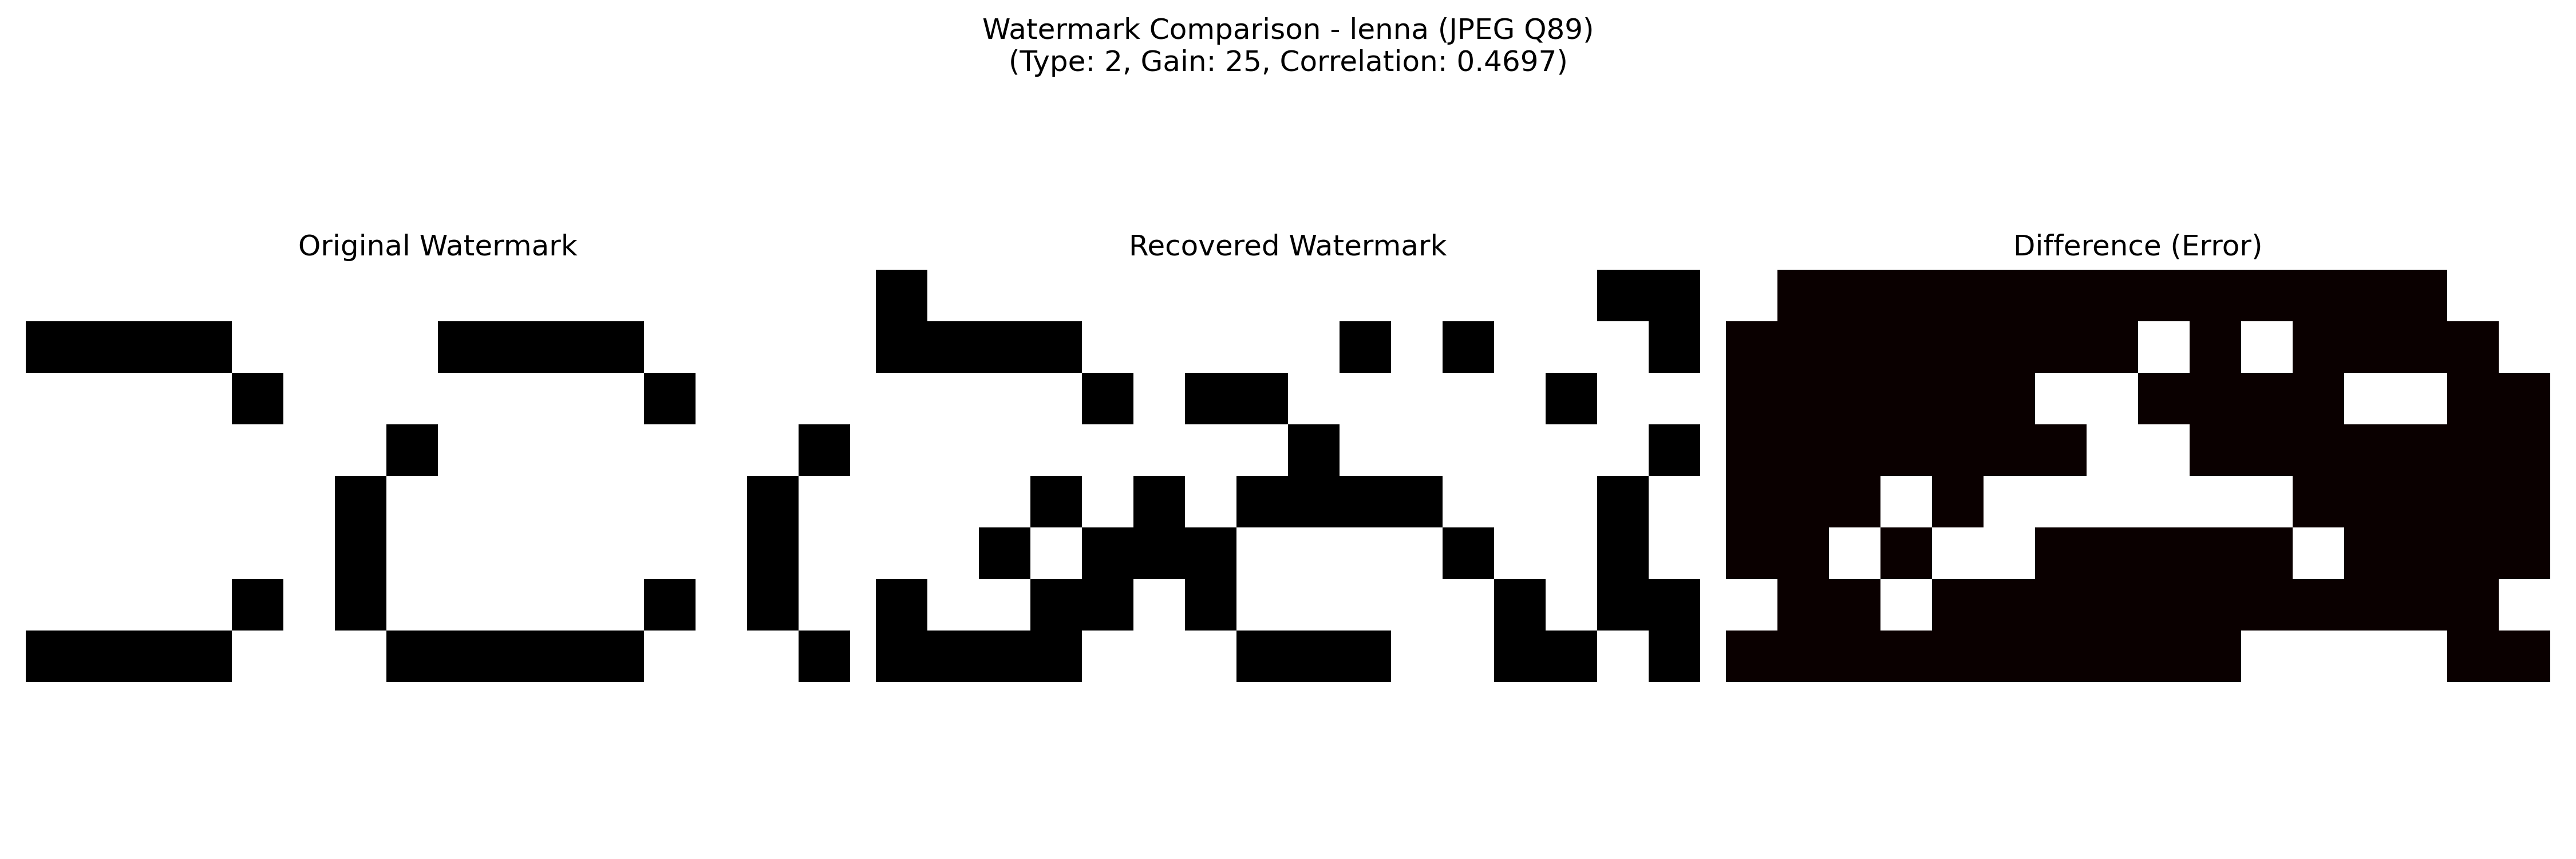 Watermark Comparison - lenna (JPEG Q89)
(Type: 2, Gain: 25, Correlation: 0.4697)
Original Watermark
Recovered Watermark
Difference (Error)